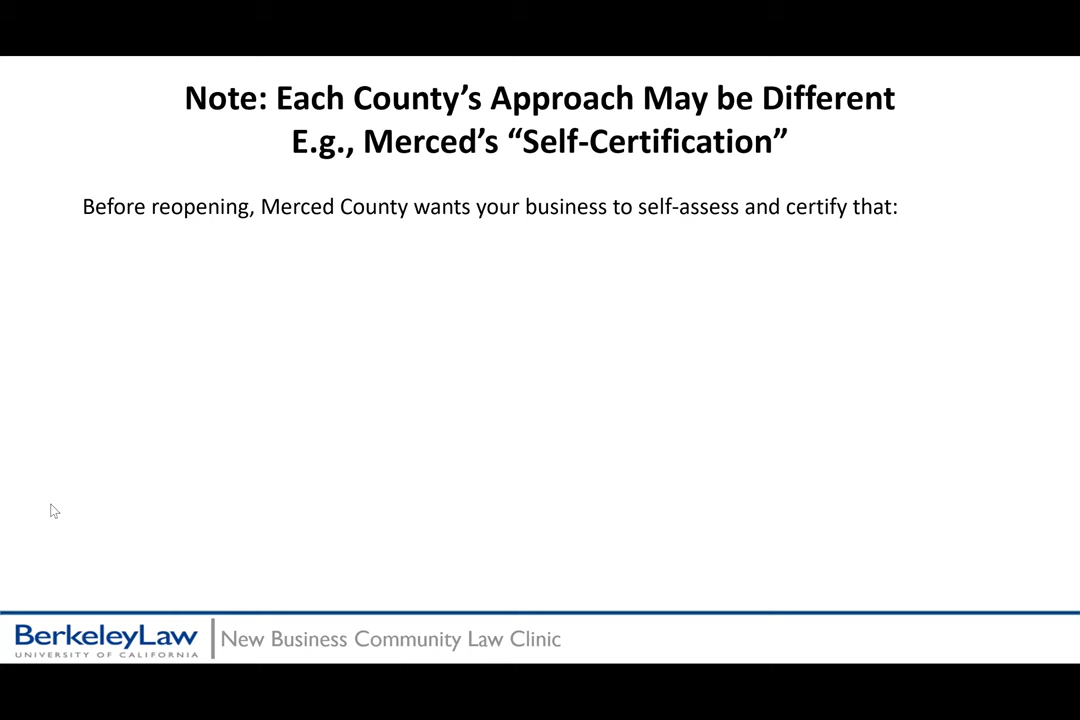 Note: Each County’s Approach May be Different
E.g., Merced’s “Self-Certification”
Before reopening, Merced County wants your business to self-assess and certify that:
BerkeleyLaw
UNIVERSITY OF CALIFORNIA
New Business Community Law Clinic